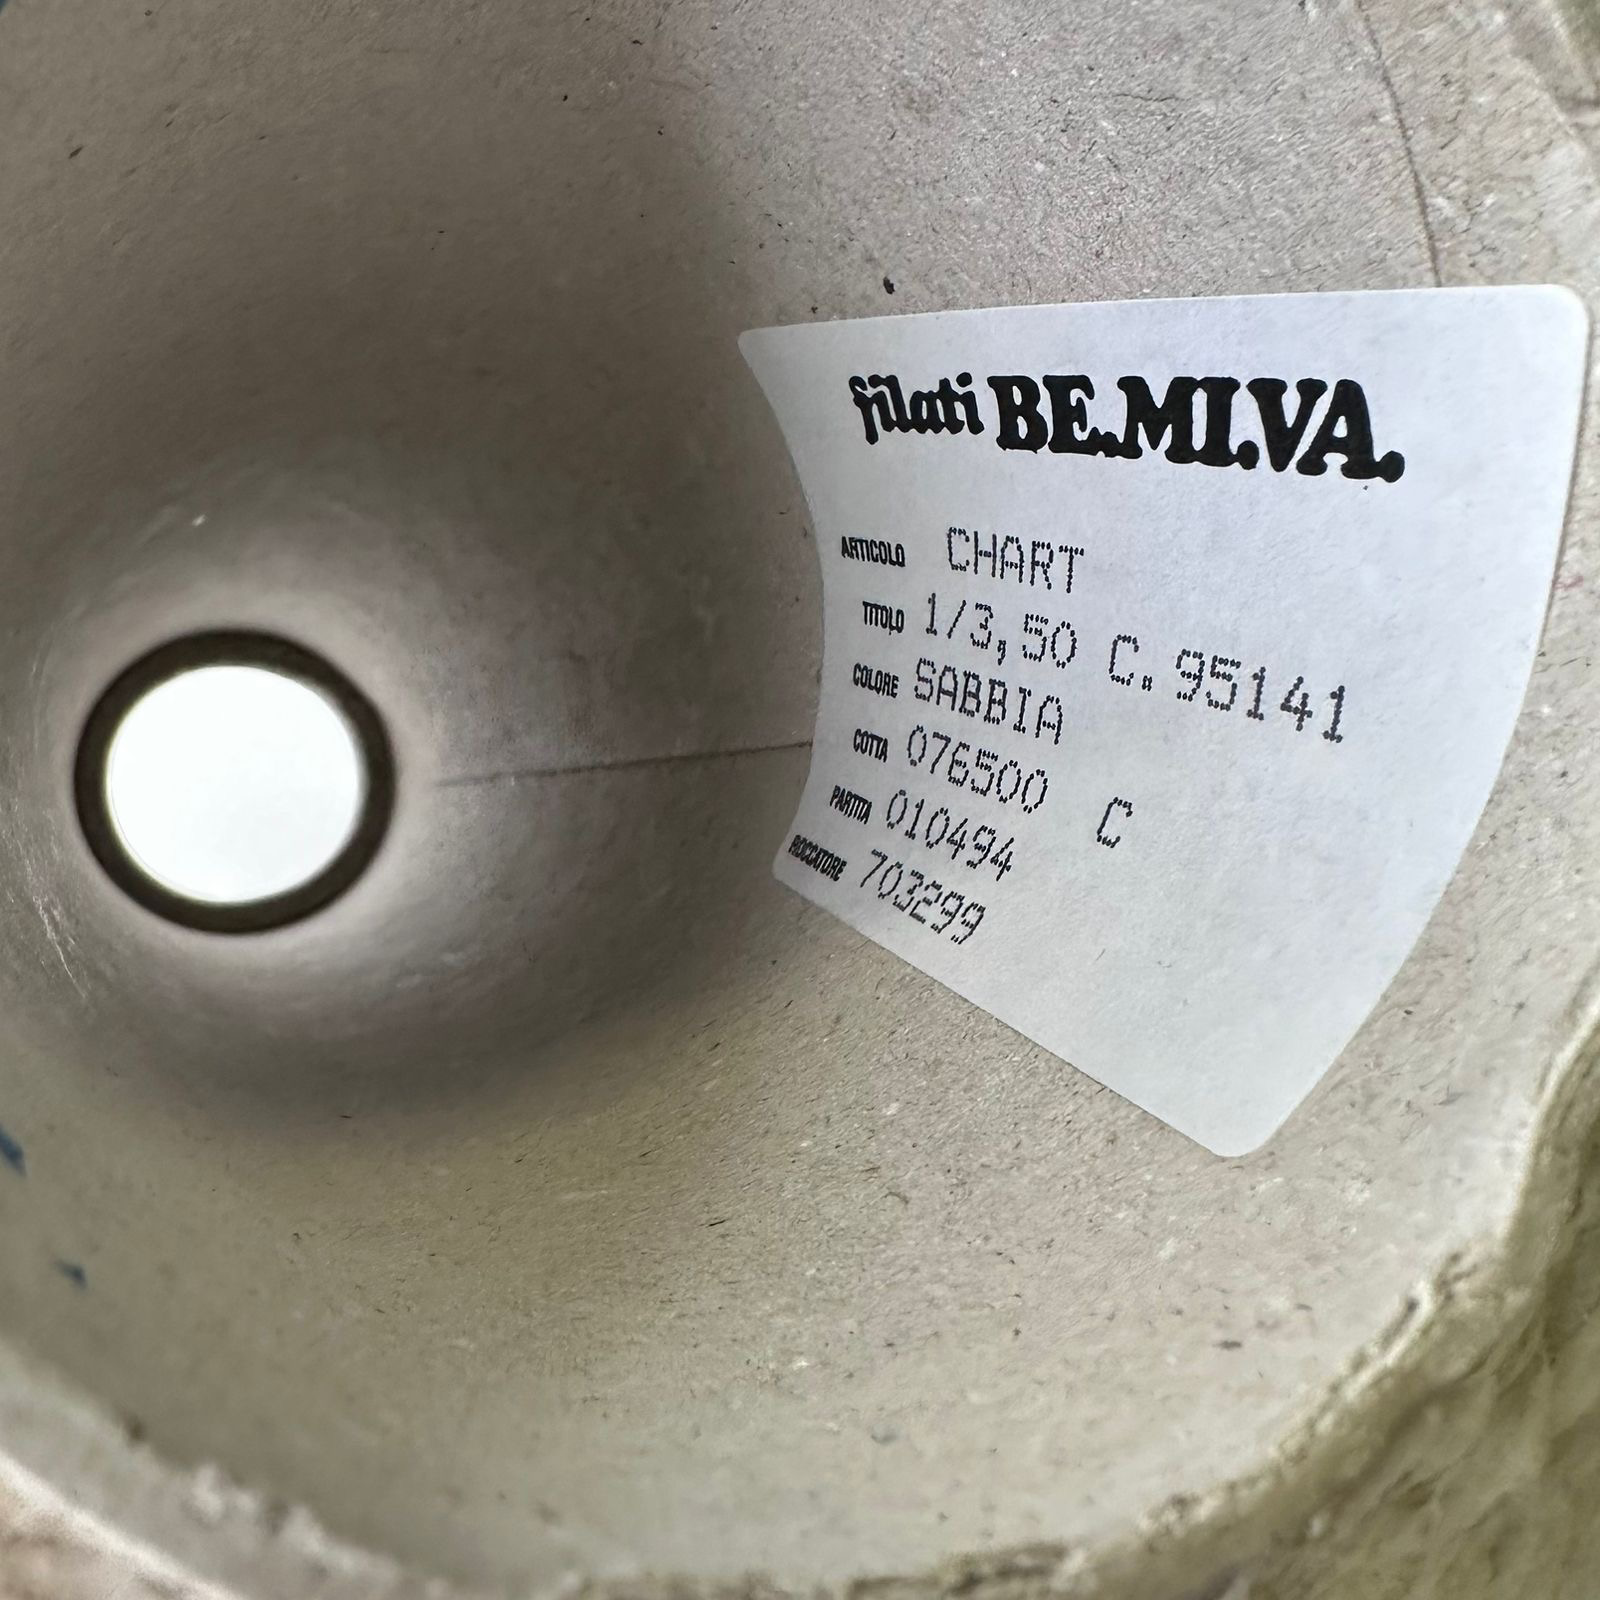 filati BE.MI.VA.
ARTICOLO CHART
TITOLO 1/3,50 C.95141
COLORE SABBIA
COTTA 076500 C
PARTITA 010494
ROCCATORE 703299